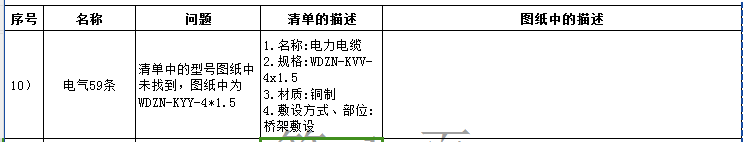 序号 名称 问题 清单的描述 图纸中的描述
10） 电气59条
清单中的型号图纸中
未找到，图纸中为
WDZN-KYY-4*1.5
1.名称:电力电缆
2.规格:WDZN-KVV-
4x1.5
3.材质:铜制
4.敷设方式、部位:
桥架敷设